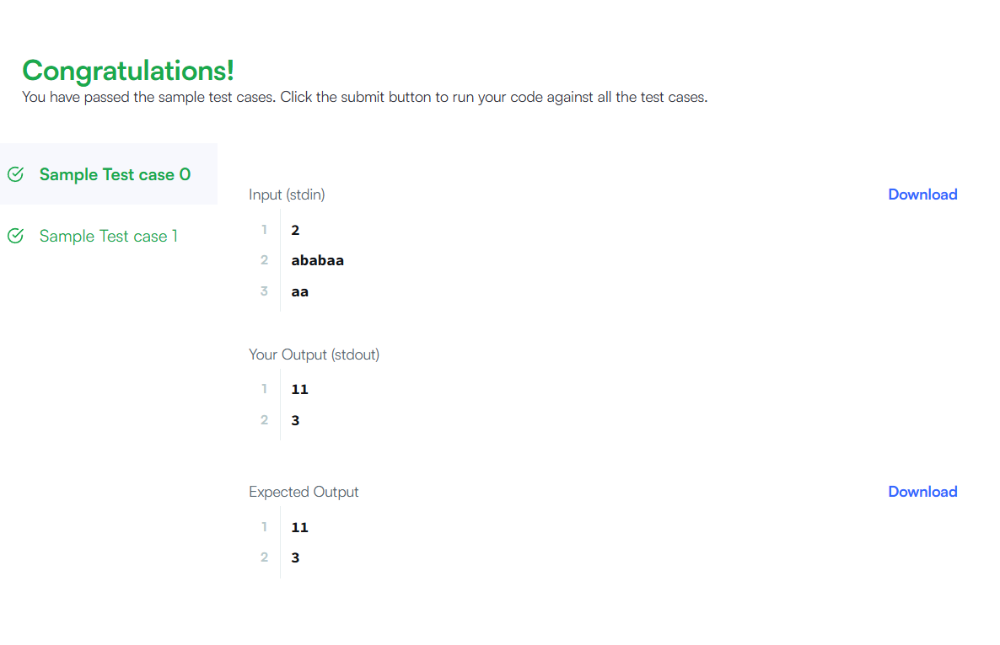 Congratulations!
You have passed the sample test cases. Click the submit button to run your code against all the test cases.
Sample Test case 0
Sample Test case 1
Input (stdin)
Download
1 2
2 ababaa
3 aa
Your Output (stdout)
1 11
2 3
Expected Output
Download
1 11
2 3